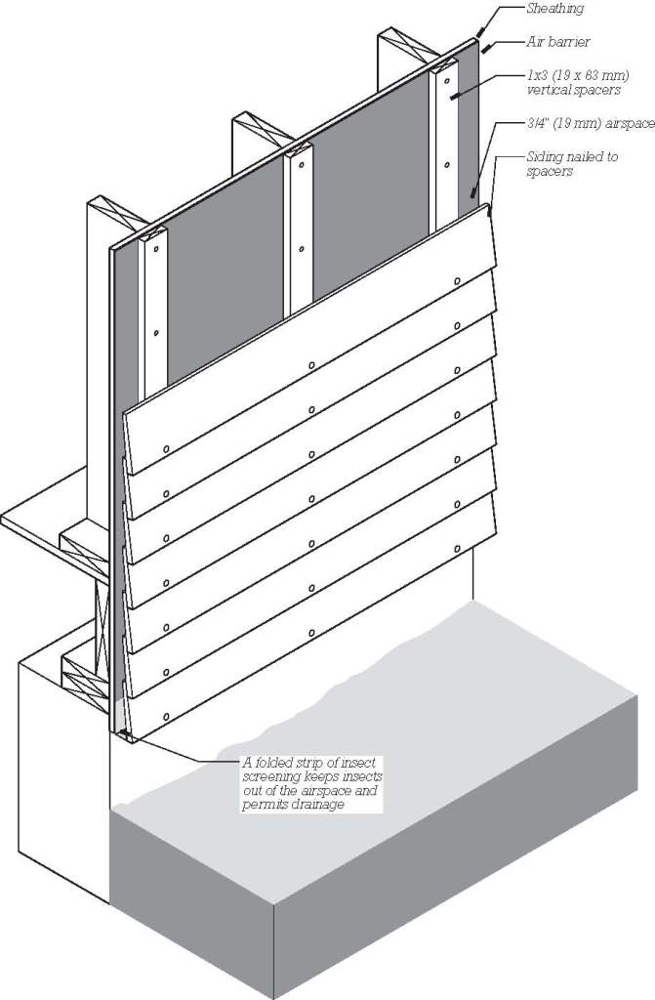 Sheathing
Air barrier
1x3 (19 x 63 mm)
vertical spacers
3/4" (19 mm) airspace
Siding nailed to
spacers
A folded strip of insect
screening keeps insects
out of the airspace and
permits drainage